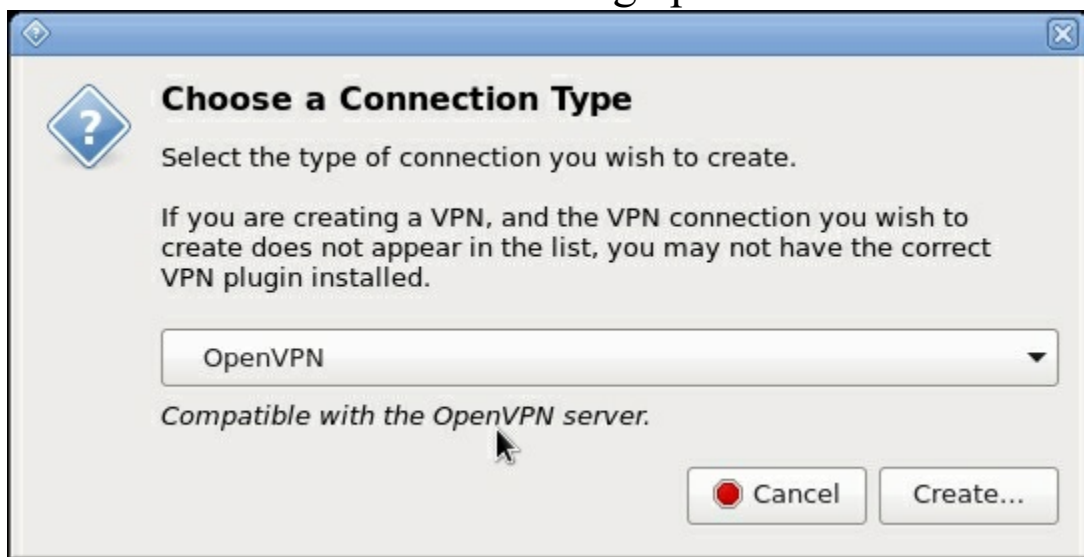 Choose a Connection Type
Select the type of connection you wish to create.
If you are creating a VPN, and the VPN connection you wish to
create does not appear in the list, you may not have the correct
VPN plugin installed.
OpenVPN
Compatible with the OpenVPN server.
Cancel
Create...